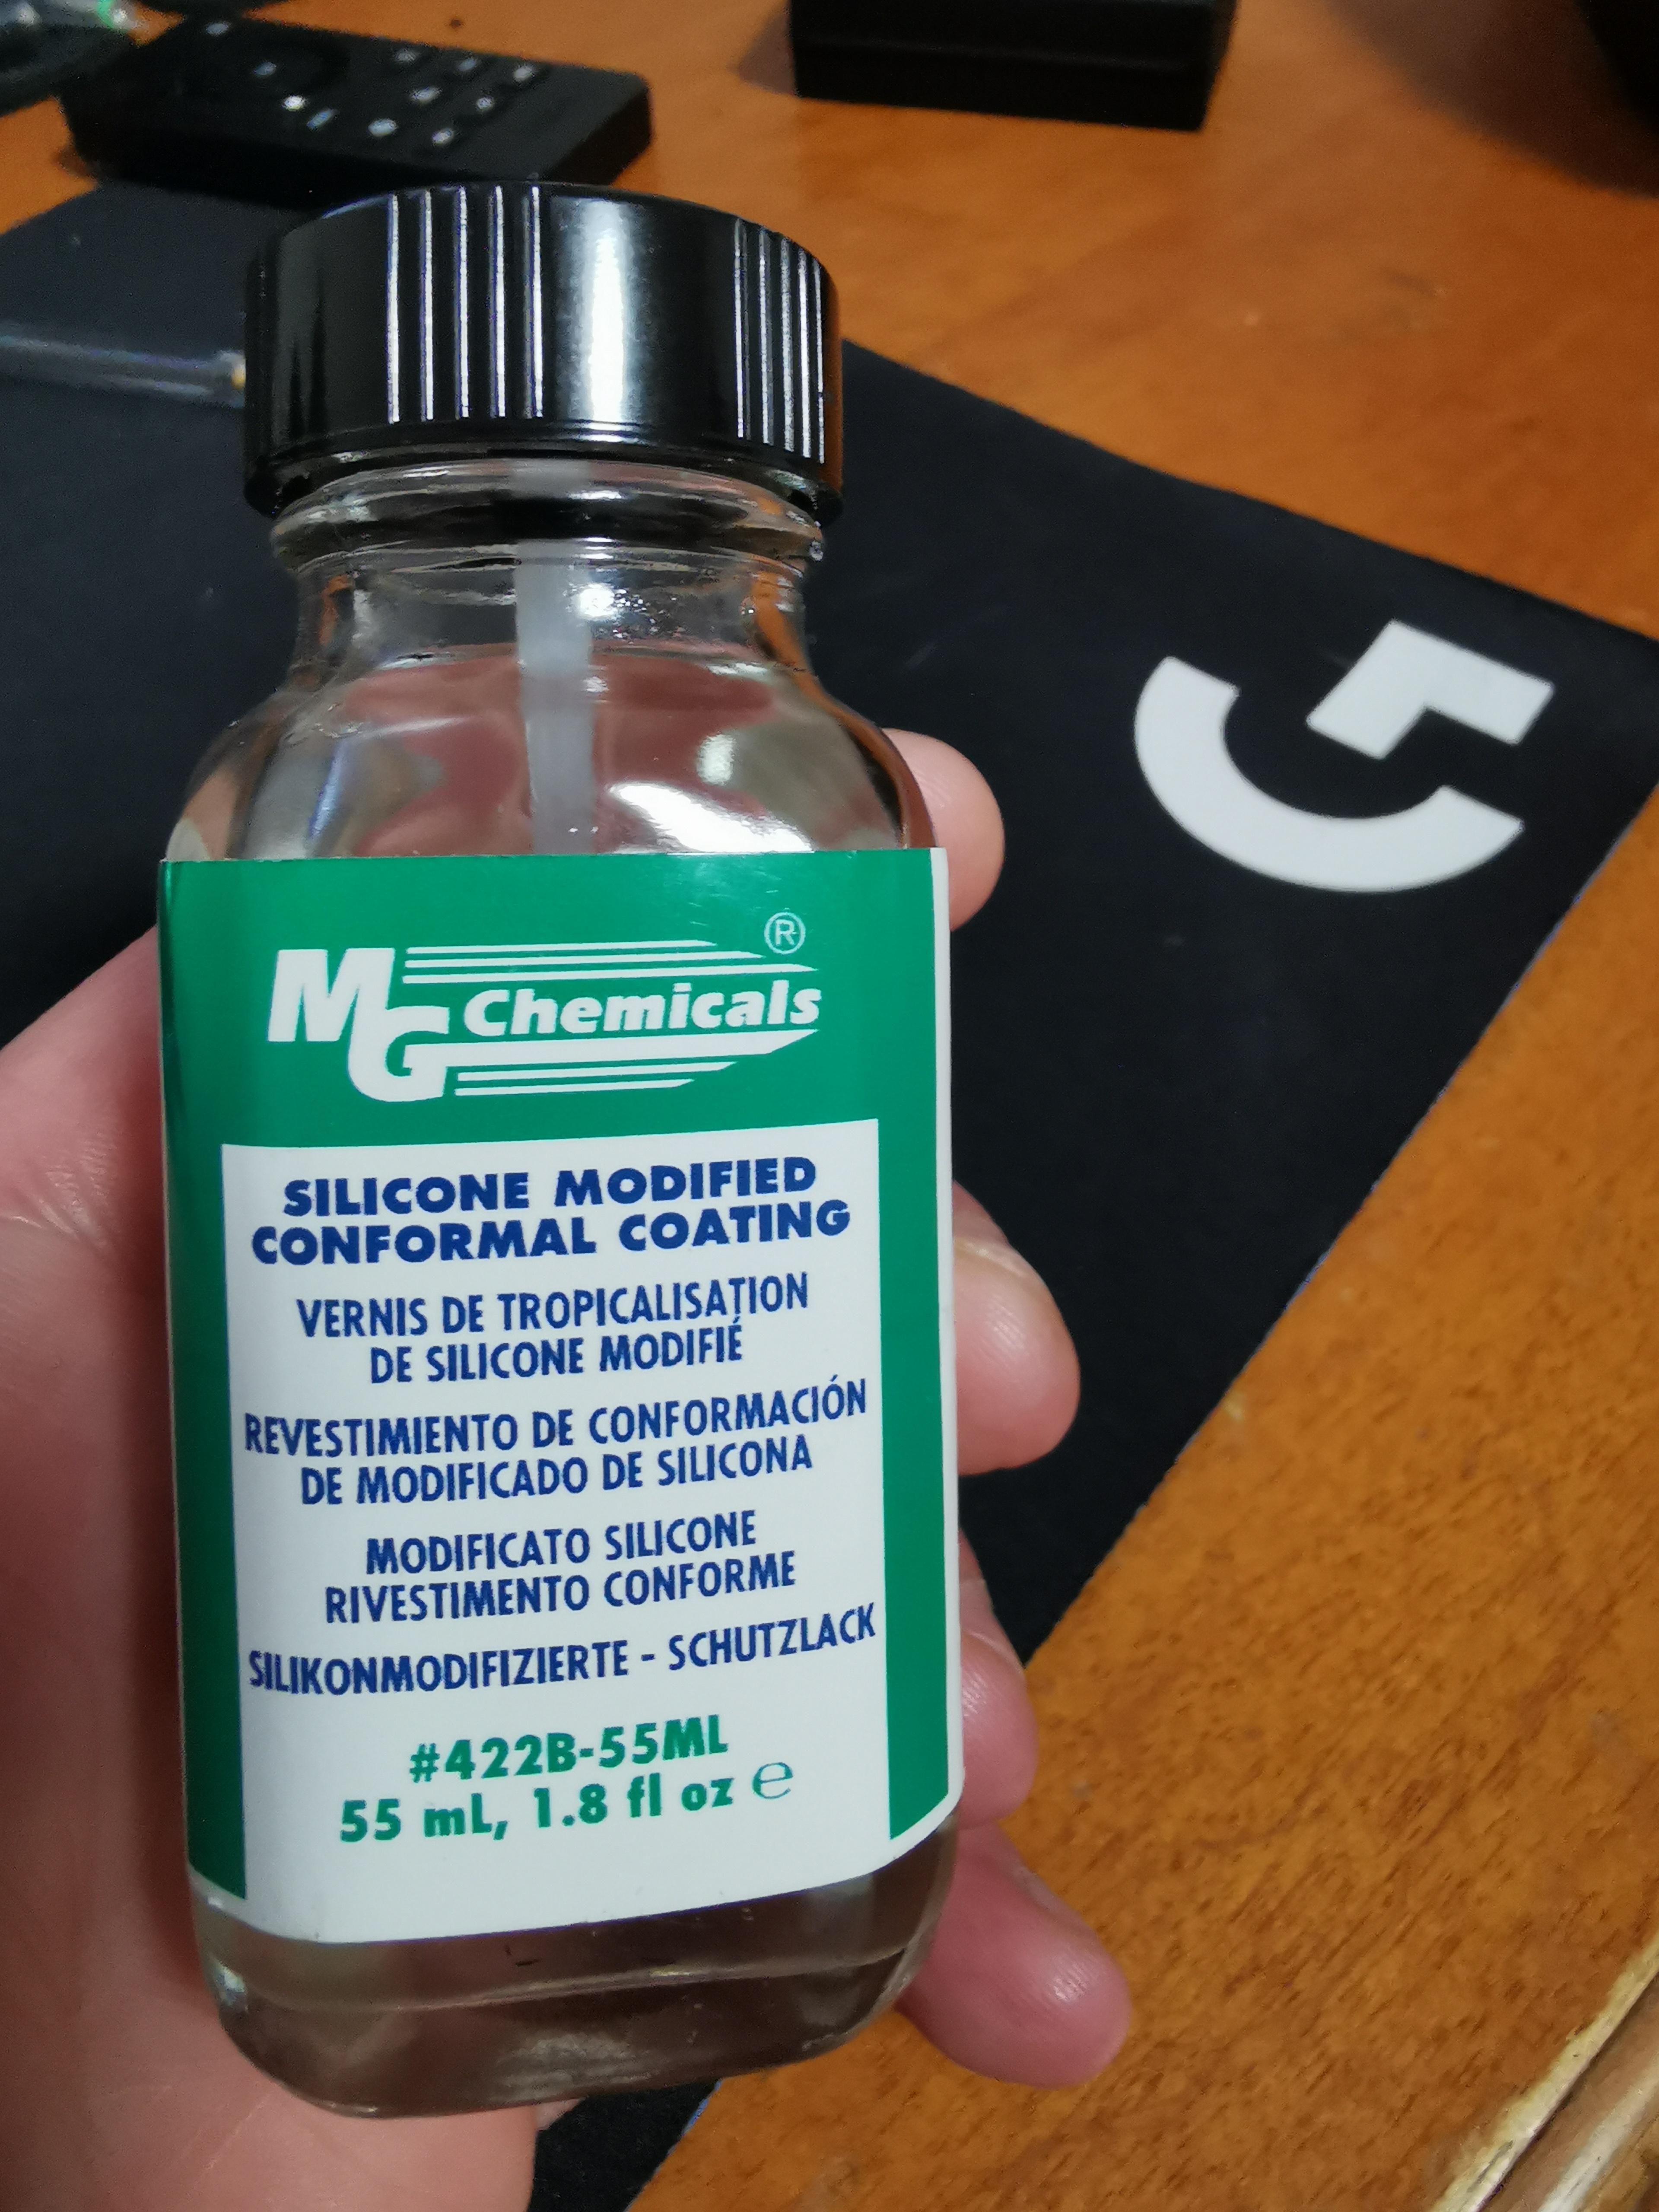 MG Chemicals®
SILICONE MODIFIED
CONFORMAL COATING
VERNIS DE TROPICALISATION
DE SILICONE MODIFIÉ
REVESTIMIENTO DE CONFORMACIÓN
DE MODIFICADO DE SILICONA
MODIFICATO SILICONE
RIVESTIMENTO CONFORME
SILIKONMODIFIZIERTE - SCHUTZLACK
#422B-55ML
55 mL, 1.8 fl oz ℮